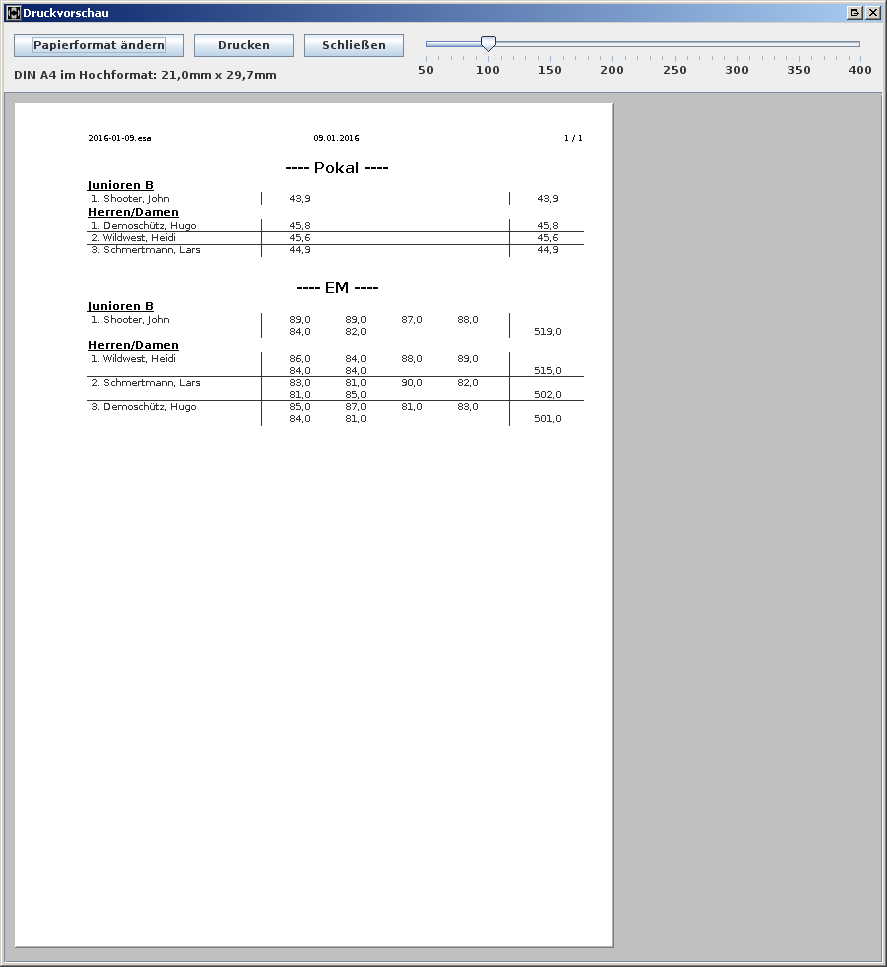 Druckvorschau
Papierformat ändern Drucken Schließen
DIN A4 im Hochformat: 21,0mm x 29,7mm
50 100 150 200 250 300 350 400
2016-01-09.esa 09.01.2016 1 / 1
---- Pokal ----
Junioren B
1. Shooter, John 43,9 43,9
Herren/Damen
1. Demoschütz, Hugo 45,8 45,8
2. Wildwest, Heidi 45,6 45,6
3. Schmertmann, Lars 44,9 44,9
---- EM ----
Junioren B
1. Shooter, John 89,0 89,0 87,0 88,0
84,0 82,0 519,0
Herren/Damen
1. Wildwest, Heidi 86,0 84,0 88,0 89,0
84,0 84,0 515,0
2. Schmertmann, Lars 83,0 81,0 90,0 82,0
81,0 85,0 502,0
3. Demoschütz, Hugo 85,0 87,0 81,0 83,0
84,0 81,0 501,0